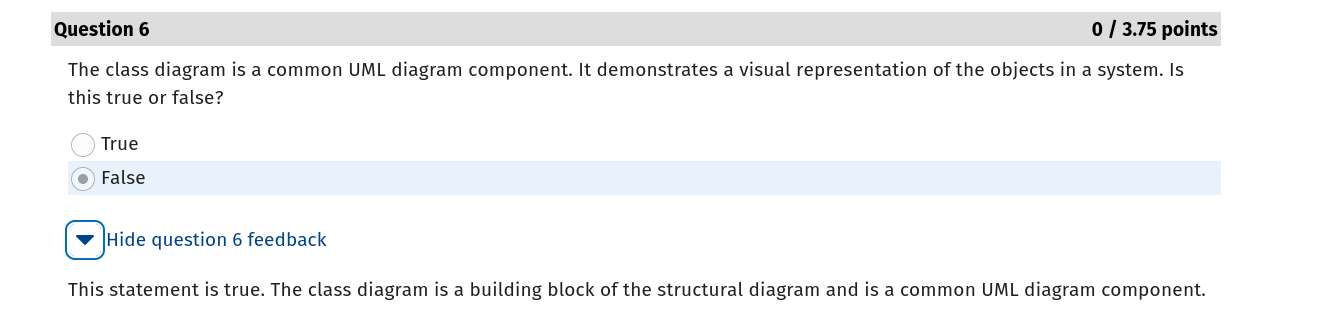 Question 6
0 / 3.75 points
The class diagram is a common UML diagram component. It demonstrates a visual representation of the objects in a system. Is
this true or false?
True
False
Hide question 6 feedback
This statement is true. The class diagram is a building block of the structural diagram and is a common UML diagram component.